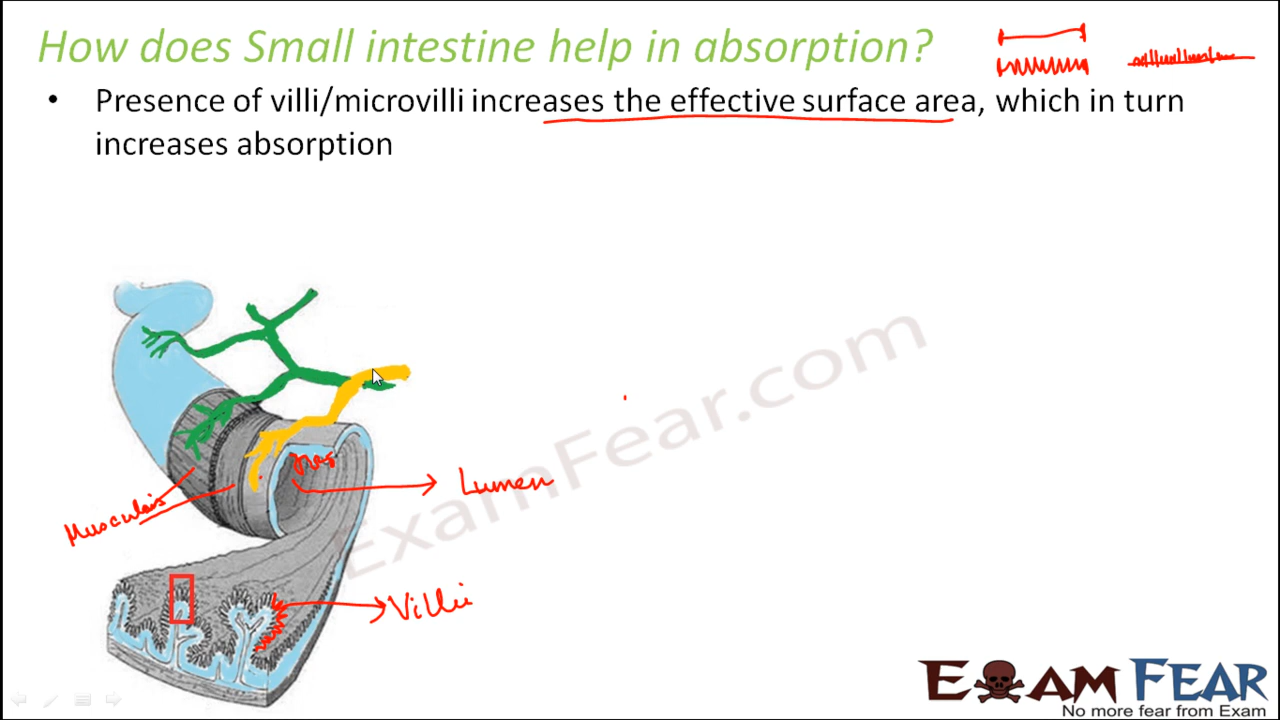 How does Small intestine help in absorption?
• Presence of villi/microvilli increases the effective surface area, which in turn
increases absorption
Lumen
Muscularis
Villi
ExamFear.com
EXAM FEAR
No more fear from Exam